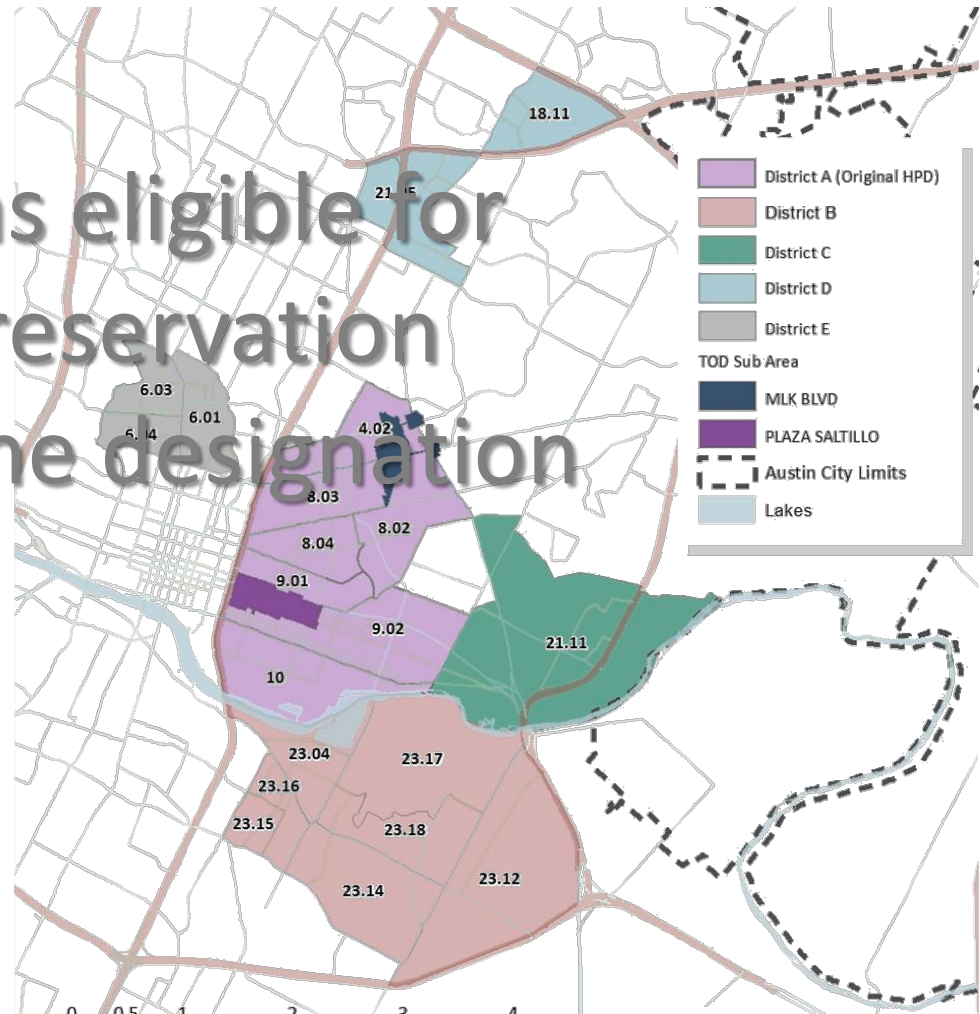 18.11
District A (Original HPD)
District B
District C
District D
District E
TOD Sub Area
MLK BLVD
PLAZA SALTILLO
Austin City Limits
Lakes
eligible for
designation
6.03
6.01
4.02
8.03
8.02
8.04
9.01
9.02
21.11
10
23.04
23.17
23.16
23.15
23.18
23.14
23.12
0 0.5 1 2 3 4